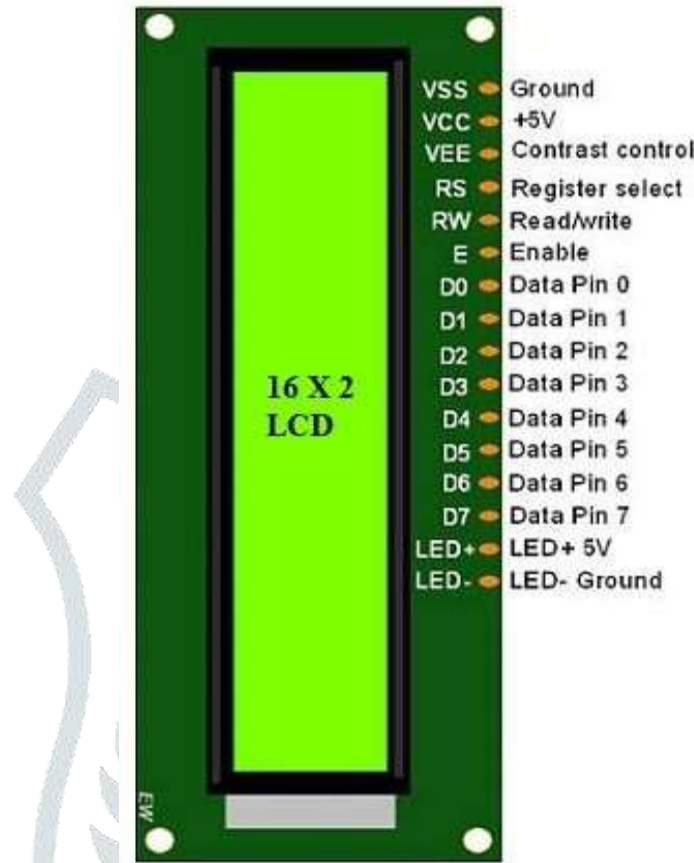 VSS Ground
VCC +5V
VEE Contrast control
RS Register select
RW Read/write
E Enable
D0 Data Pin 0
D1 Data Pin 1
D2 Data Pin 2
D3 Data Pin 3
D4 Data Pin 4
D5 Data Pin 5
D6 Data Pin 6
D7 Data Pin 7
LED+ LED+ 5V
LED- LED- Ground
16 X 2
LCD
EW